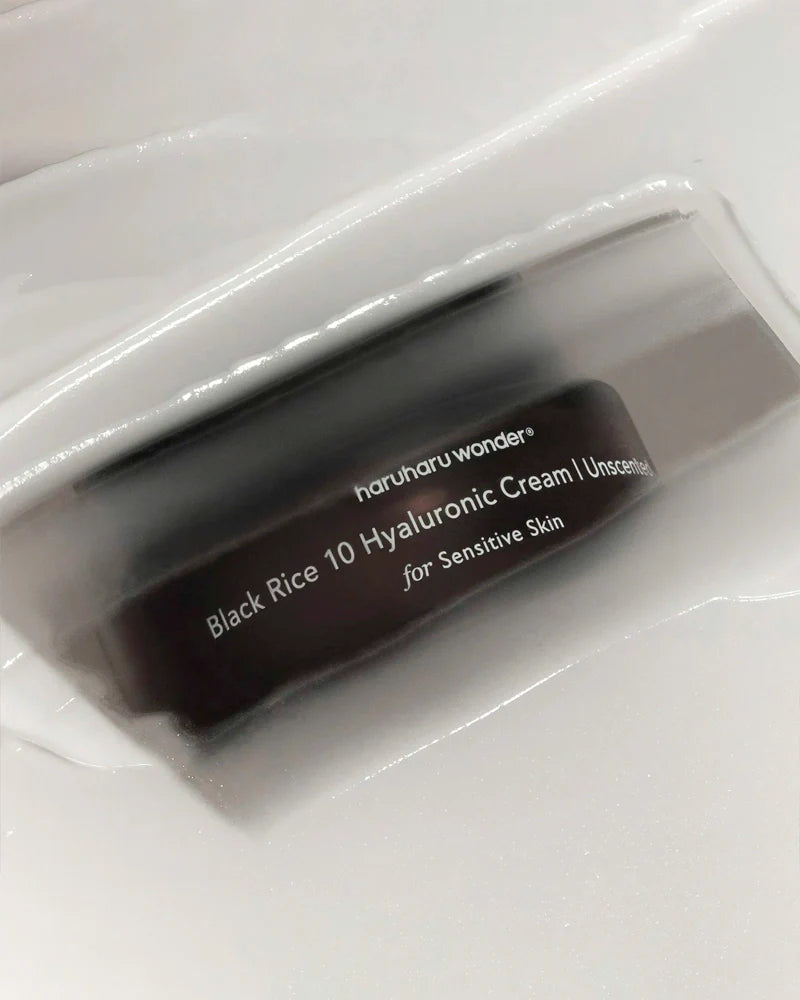 haruharu wonder®
Black Rice 10 Hyaluronic Cream | Unscented
for Sensitive Skin